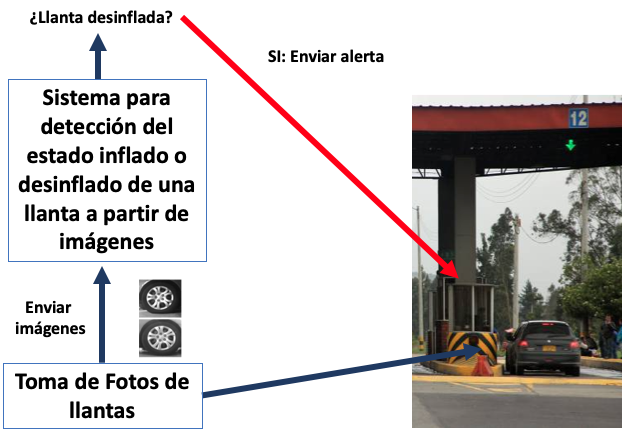 ¿Llanta desinflada?
SI: Enviar alerta
Sistema para
detección del
estado inflado o
desinflado de una
llanta a partir de
imágenes
12
Enviar
imágenes
Toma de Fotos de
llantas